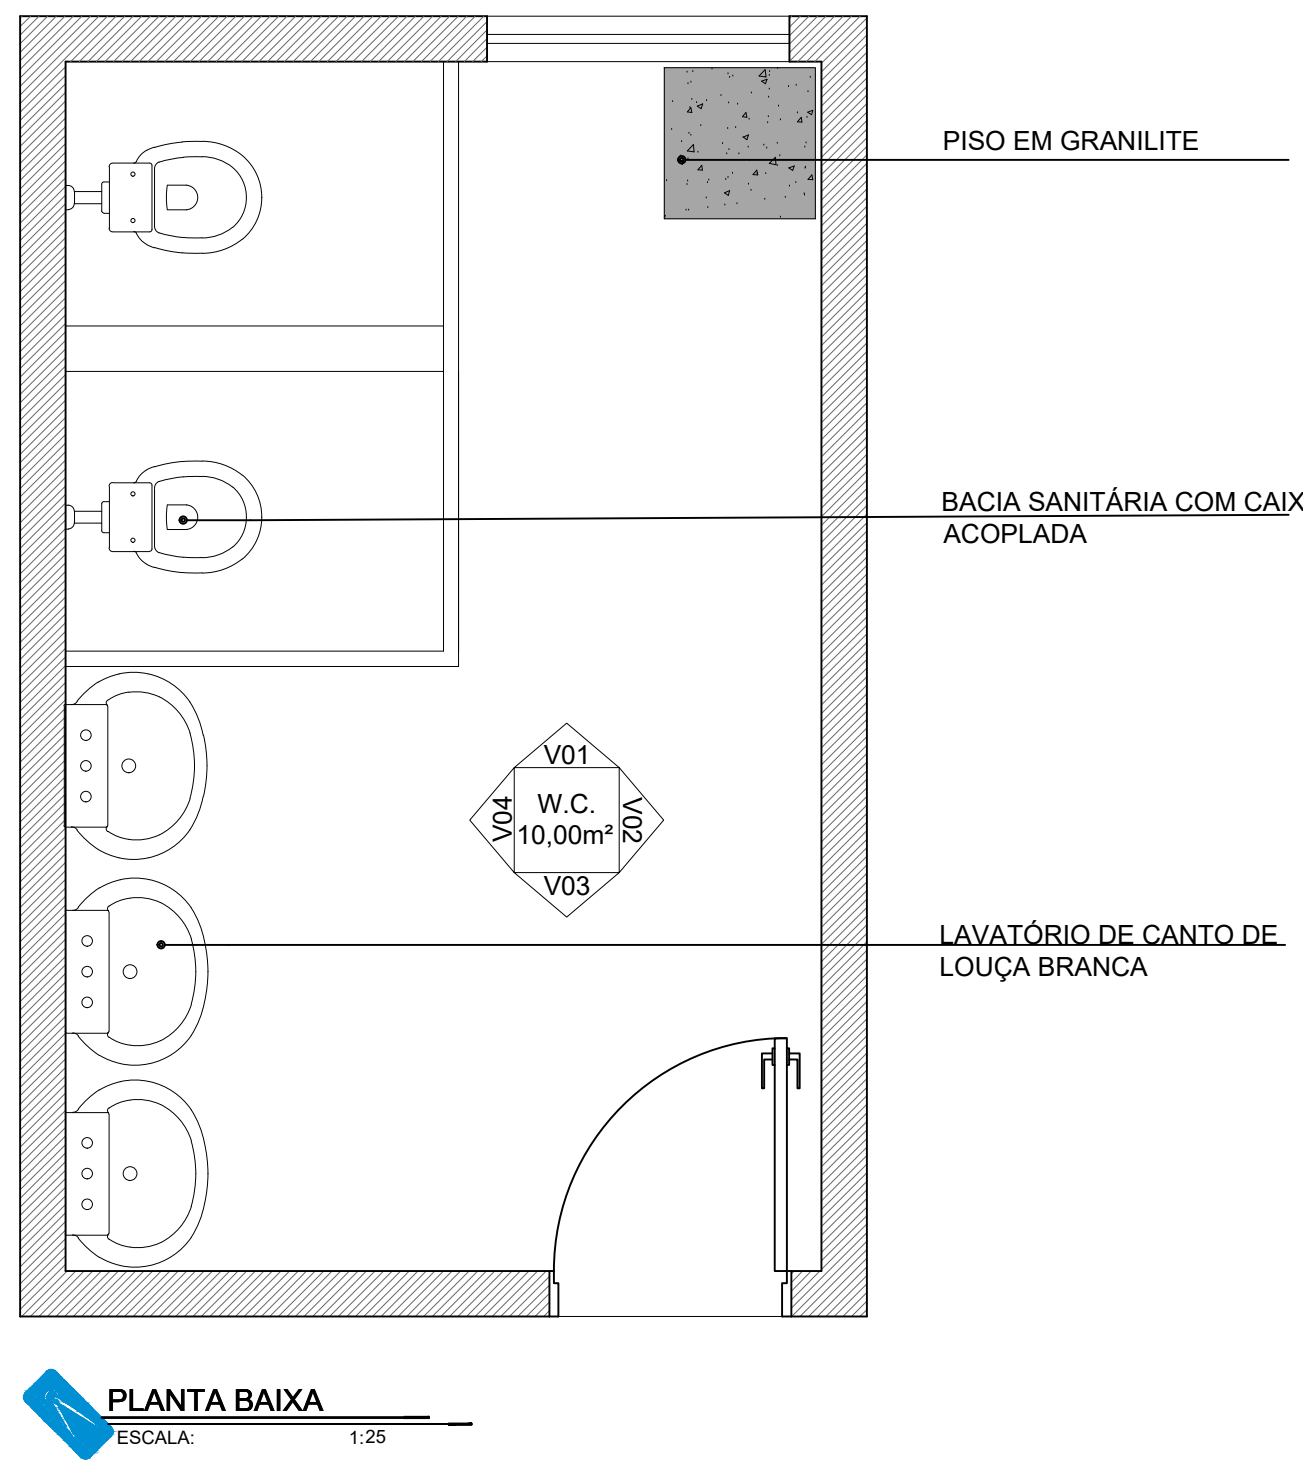 PISO EM GRANILITE
BACIA SANITÁRIA COM CAIX
ACOPLADA
V01
V04
W.C.
10,00m²
V02
V03
LAVATÓRIO DE CANTO DE
LOUÇA BRANCA
PLANTA BAIXA
ESCALA: 1:25